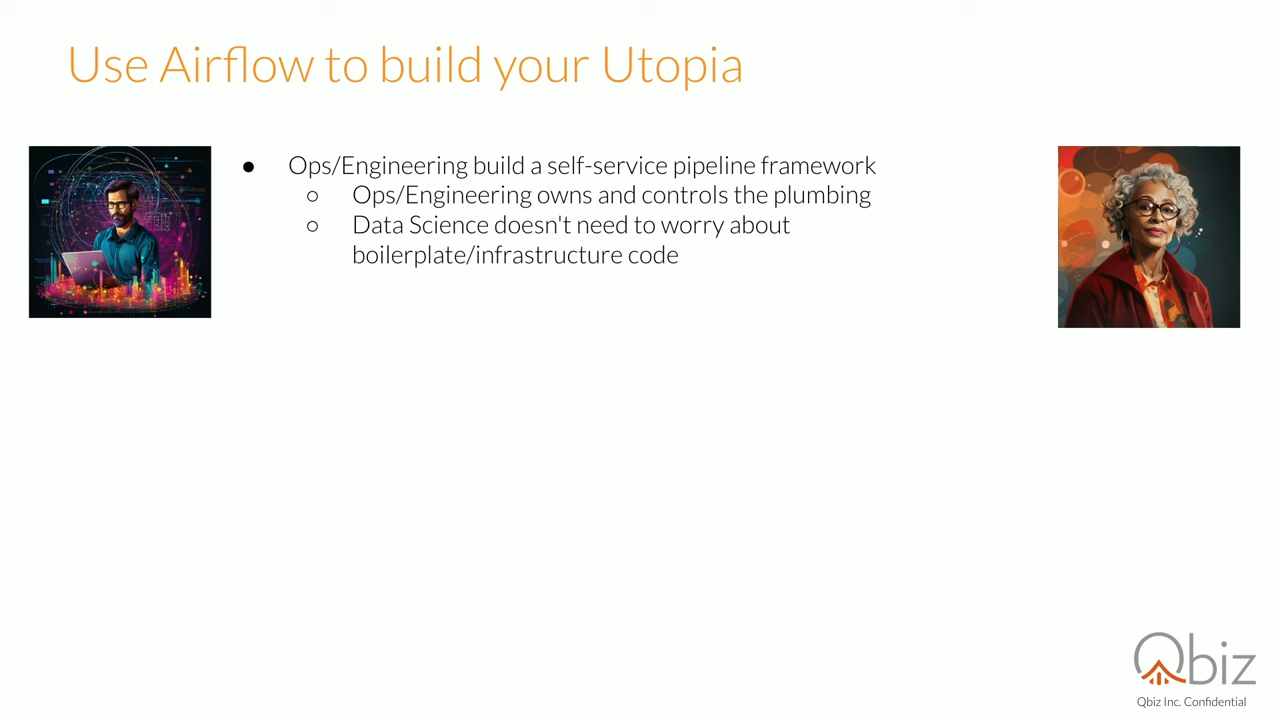 Use Airflow to build your Utopia
● Ops/Engineering build a self-service pipeline framework
○ Ops/Engineering owns and controls the plumbing
○ Data Science doesn't need to worry about
boilerplate/infrastructure code
Qbiz
Qbiz Inc. Confidential